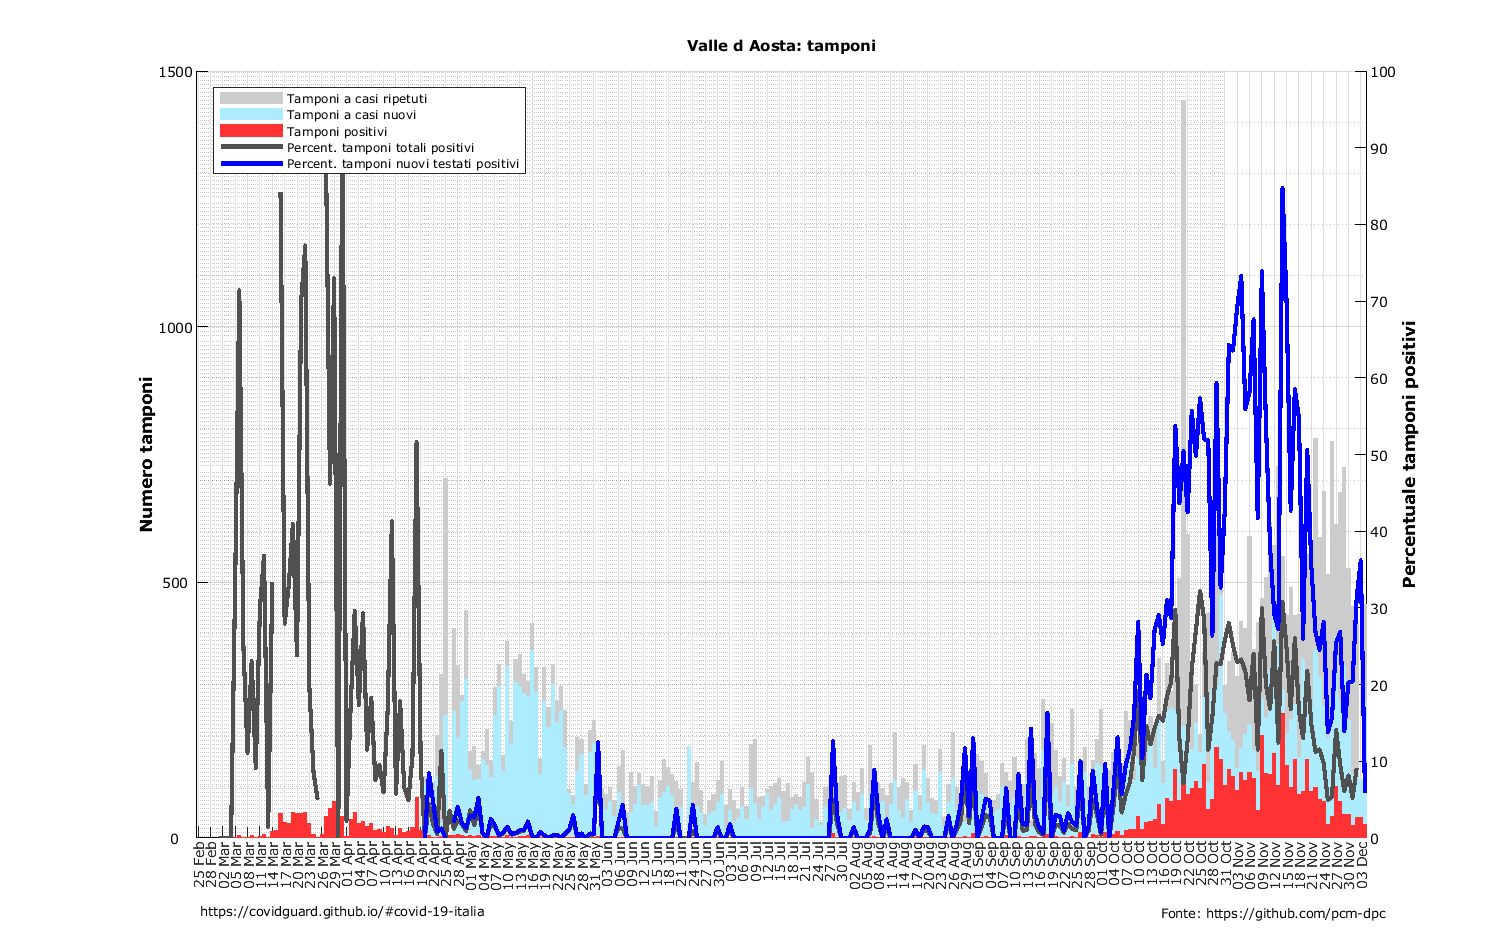 Valle d Aosta: tamponi
1500
1000
500
0
100
90
80
70
60
50
40
30
20
10
0
Numero tamponi
Percentuale tamponi positivi
Tamponi a casi ripetuti
Tamponi a casi nuovi
Tamponi positivi
Percent. tamponi totali positivi
Percent. tamponi nuovi testati positivi
25 Feb
28 Feb
02 Mar
05 Mar
08 Mar
11 Mar
14 Mar
17 Mar
20 Mar
23 Mar
26 Mar
29 Mar
01 Apr
04 Apr
07 Apr
10 Apr
13 Apr
16 Apr
19 Apr
22 Apr
25 Apr
28 Apr
01 May
04 May
07 May
10 May
13 May
16 May
19 May
22 May
25 May
28 May
31 May
03 Jun
06 Jun
09 Jun
12 Jun
15 Jun
18 Jun
21 Jun
24 Jun
27 Jun
30 Jun
03 Jul
06 Jul
09 Jul
12 Jul
15 Jul
18 Jul
21 Jul
24 Jul
27 Jul
30 Jul
02 Aug
05 Aug
08 Aug
11 Aug
14 Aug
17 Aug
20 Aug
23 Aug
26 Aug
29 Aug
01 Sep
04 Sep
07 Sep
10 Sep
13 Sep
16 Sep
19 Sep
22 Sep
25 Sep
28 Sep
01 Oct
04 Oct
07 Oct
10 Oct
13 Oct
16 Oct
19 Oct
22 Oct
25 Oct
28 Oct
31 Oct
03 Nov
06 Nov
09 Nov
12 Nov
15 Nov
18 Nov
21 Nov
24 Nov
27 Nov
30 Nov
03 Dec
https://covidguard.github.io/#covid-19-italia
Fonte: https://github.com/pcm-dpc